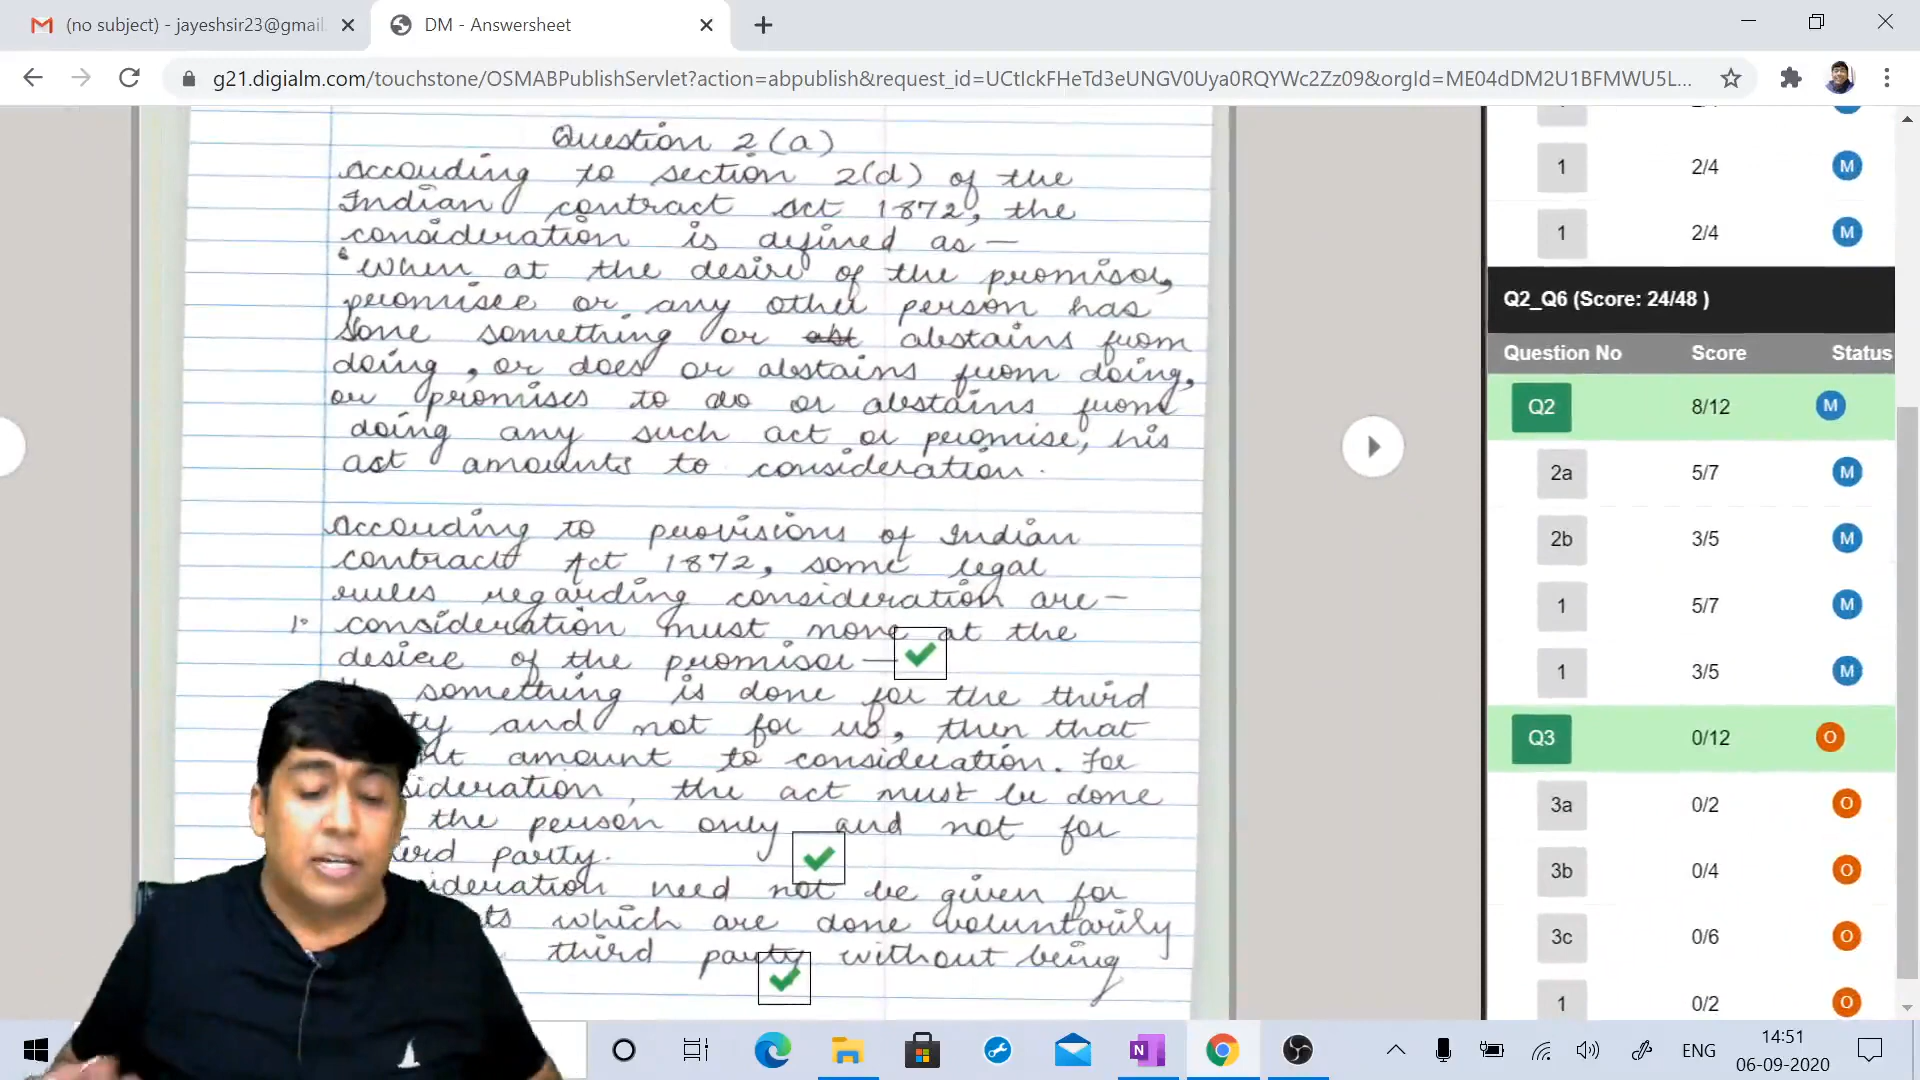 (no subject) - jayeshsir23@gmail.
DM - Answersheet
g21.digialm.com/touchstone/OSMABPublishServlet?action=abpublish&request_id=UCtIckFHeTd3eUNGV0Uya0RQYWc2Zz09&orgId=ME04dDM2U1BFMWU5L...
Question 2(a)
According to section 2(d) of the
Indian contract Act 1872, the
consideration is defined as —
"When at the desire of the promisor,
promisee or any other person has
done something or abstains from
doing, or does or abstains from doing,
or promises to do or abstains from
doing any such act or promise, his
act amounts to consideration.
According to provisions of Indian
contract Act 1872, some legal
rules regarding consideration are —
1. consideration must move at the
desire of the promisor —
something is done for the third
ty and not for us, then that
amount to consideration. For
sideration, the act must be done
the person only and not for
ird party.
ideration need not be given for
ts which are done voluntarily
third party without being
1 2/4 M
1 2/4 M
Q2_Q6 (Score: 24/48 )
Question No Score Status
Q2 8/12 M
2a 5/7 M
2b 3/5 M
1 5/7 M
1 3/5 M
Q3 0/12 O
3a 0/2 O
3b 0/4 O
3c 0/6 O
1 0/2 O
ENG
14:51
06-09-2020